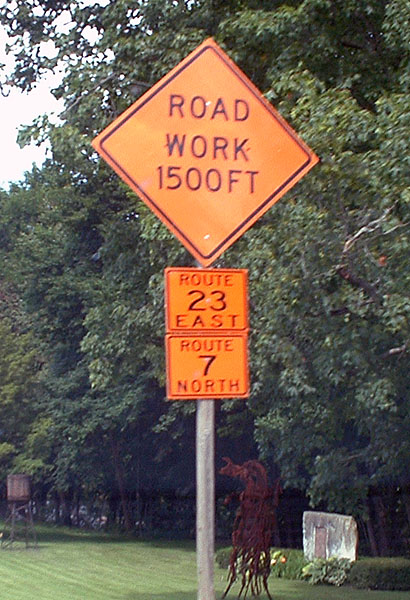 ROAD
WORK
1500FT
ROUTE
23
EAST
ROUTE
7
NORTH